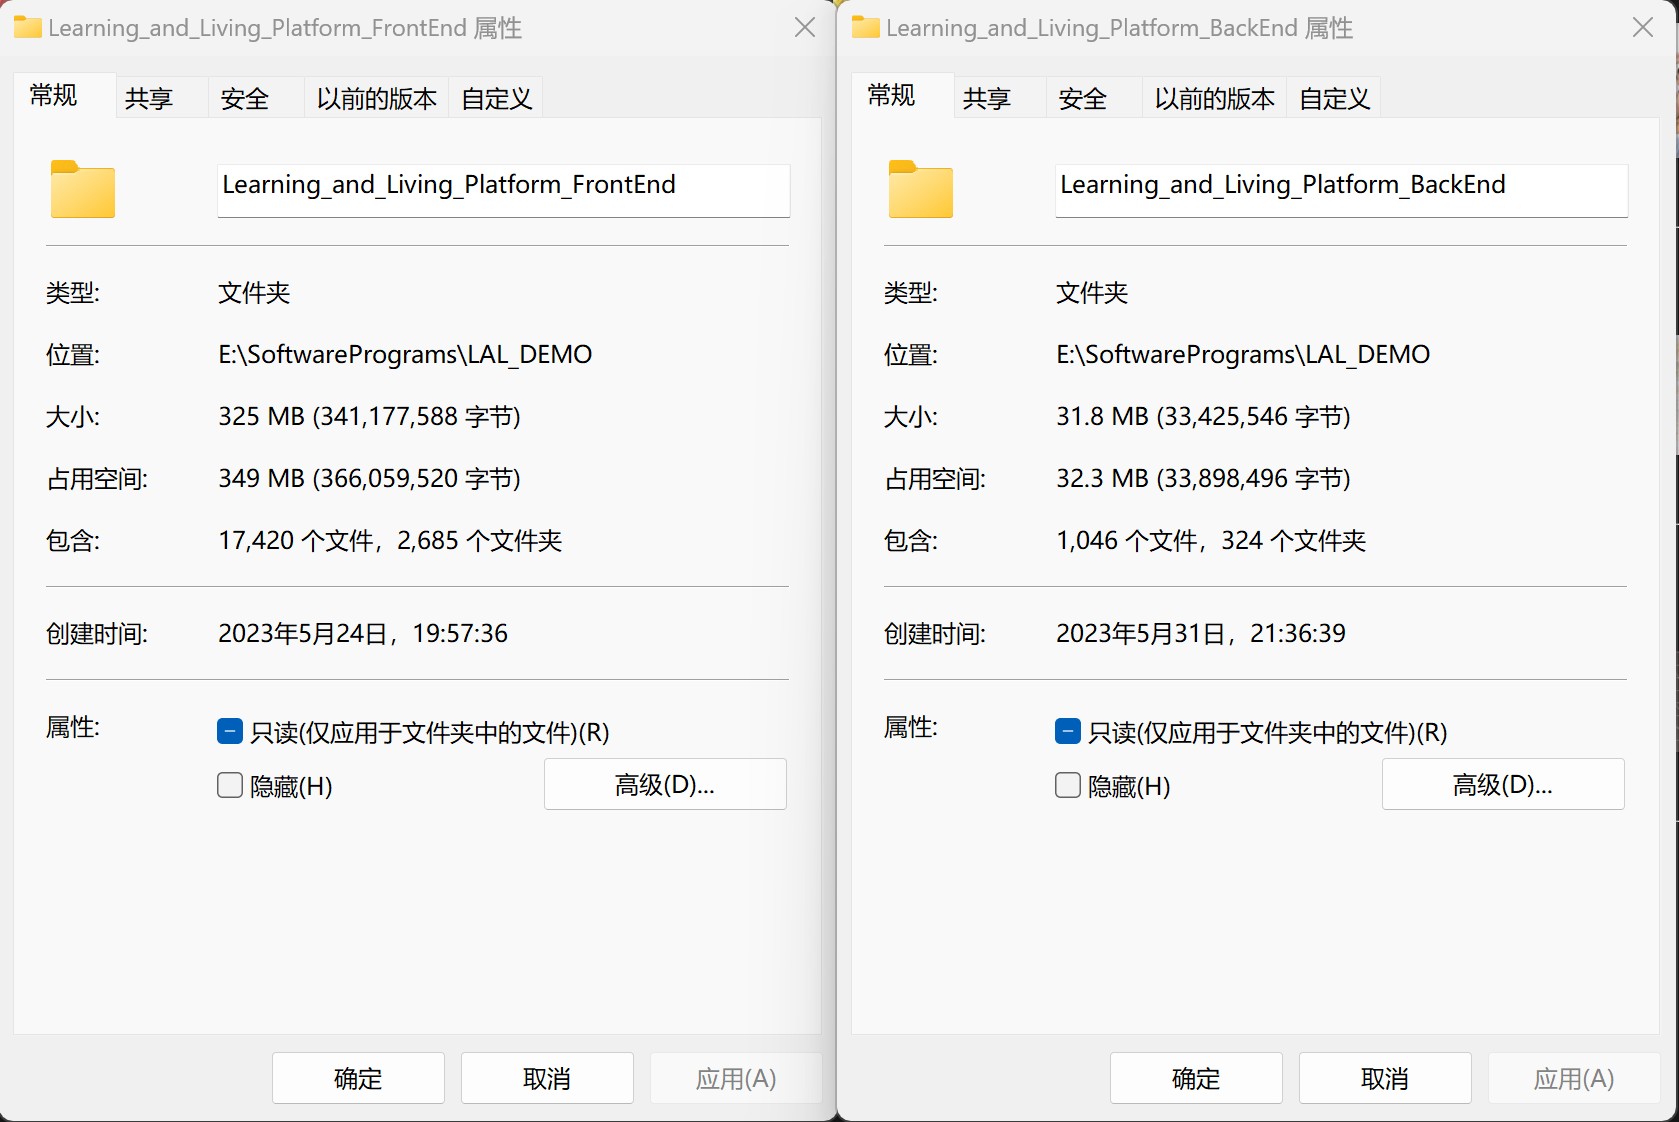 Learning_and_Living_Platform_FrontEnd 属性
常规 共享 安全 以前的版本 自定义
Learning_and_Living_Platform_FrontEnd
类型: 文件夹
位置: E:\SoftwarePrograms\LAL_DEMO
大小: 325 MB (341,177,588 字节)
占用空间: 349 MB (366,059,520 字节)
包含: 17,420 个文件，2,685 个文件夹
创建时间: 2023年5月24日，19:57:36
属性: 只读(仅应用于文件夹中的文件)(R)
隐藏(H) 高级(D)...
确定 取消 应用(A)
Learning_and_Living_Platform_BackEnd 属性
常规 共享 安全 以前的版本 自定义
Learning_and_Living_Platform_BackEnd
类型: 文件夹
位置: E:\SoftwarePrograms\LAL_DEMO
大小: 31.8 MB (33,425,546 字节)
占用空间: 32.3 MB (33,898,496 字节)
包含: 1,046 个文件，324 个文件夹
创建时间: 2023年5月31日，21:36:39
属性: 只读(仅应用于文件夹中的文件)(R)
隐藏(H) 高级(D)...
确定 取消 应用(A)